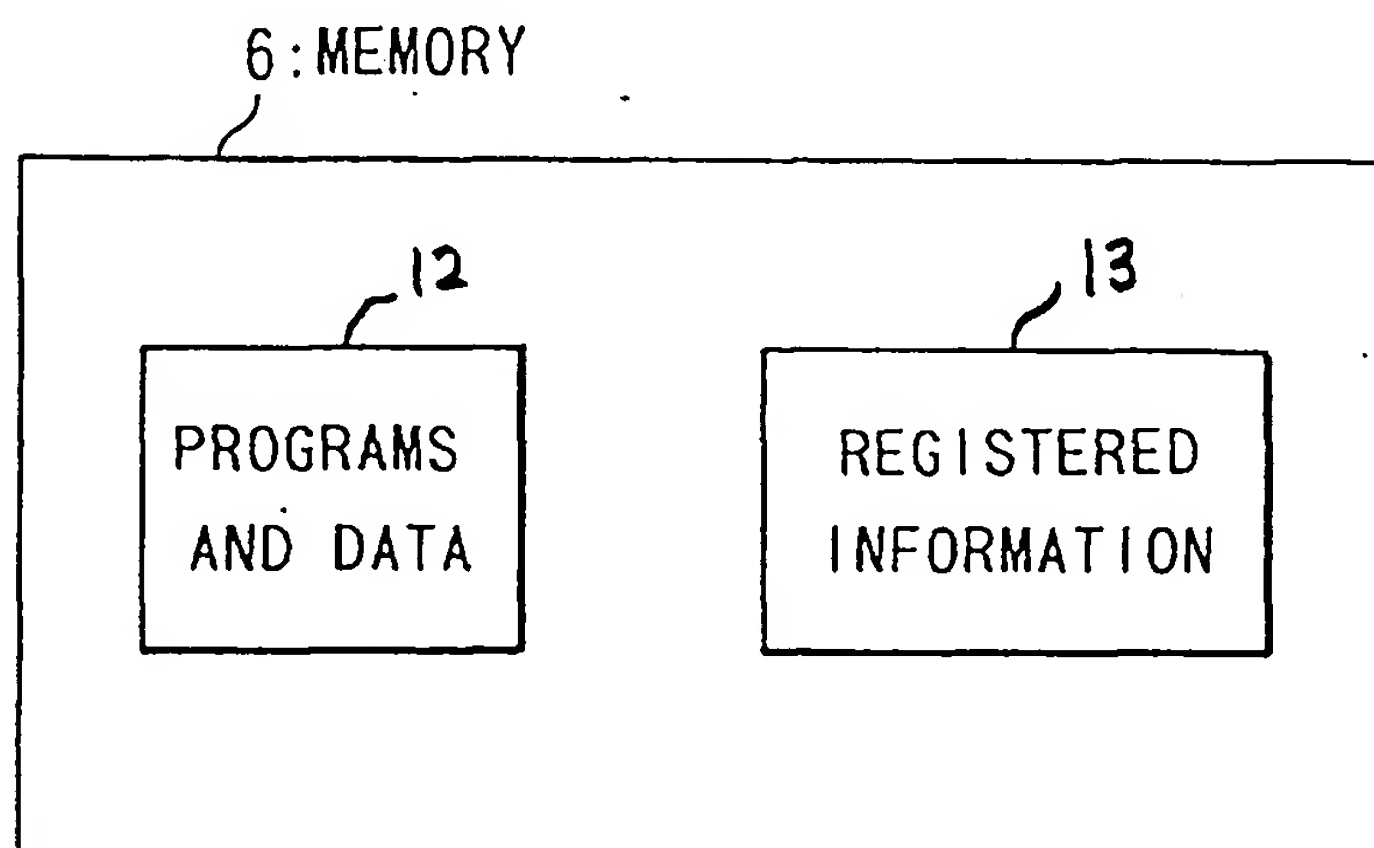 6:MEMORY
12
13
PROGRAMS
AND DATA
REGISTERED
INFORMATION